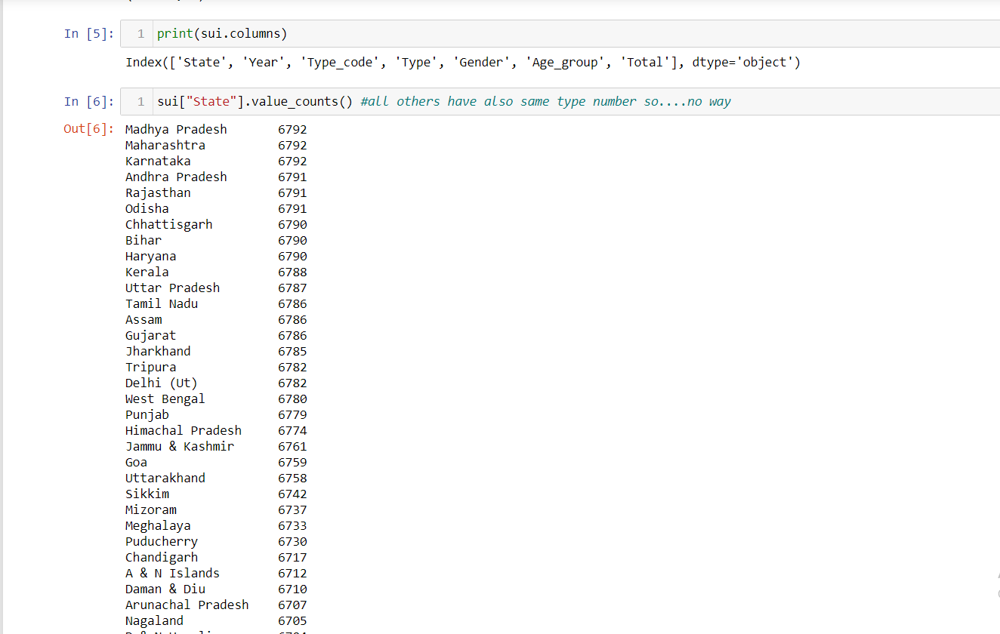 In [5]: 1 print(sui.columns)
Index(['State', 'Year', 'Type_code', 'Type', 'Gender', 'Age_group', 'Total'], dtype='object')
In [6]: 1 sui["State"].value_counts() #all others have also same type number so....no way
Out[6]: Madhya Pradesh 6792
Maharashtra 6792
Karnataka 6792
Andhra Pradesh 6791
Rajasthan 6791
Odisha 6791
Chhattisgarh 6790
Bihar 6790
Haryana 6790
Kerala 6788
Uttar Pradesh 6787
Tamil Nadu 6786
Assam 6786
Gujarat 6786
Jharkhand 6785
Tripura 6782
Delhi (Ut) 6782
West Bengal 6780
Punjab 6779
Himachal Pradesh 6774
Jammu & Kashmir 6761
Goa 6759
Uttarakhand 6758
Sikkim 6742
Mizoram 6737
Meghalaya 6733
Puducherry 6730
Chandigarh 6717
A & N Islands 6712
Daman & Diu 6710
Arunachal Pradesh 6707
Nagaland 6705